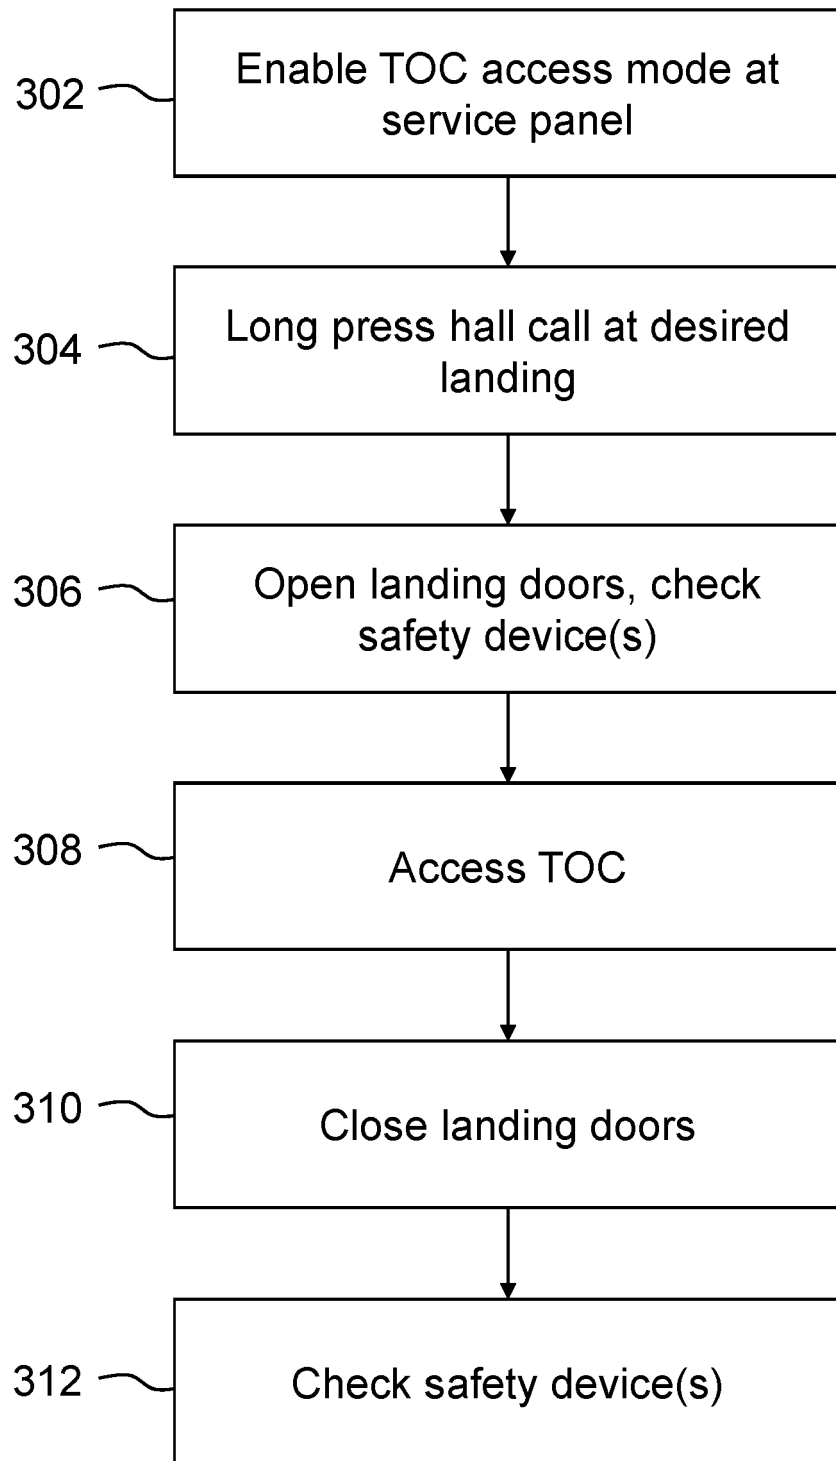 302
Enable TOC access mode at
service panel
304
Long press hall call at desired
landing
306
Open landing doors, check
safety device(s)
308
Access TOC
310
Close landing doors
312
Check safety device(s)